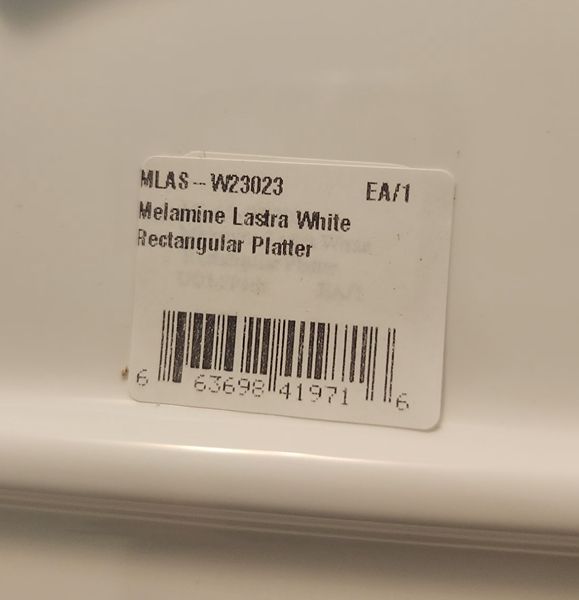 MLAS--W23023 EA/1
Melamine Lastra White
Rectangular Platter
6 63698 41971 6